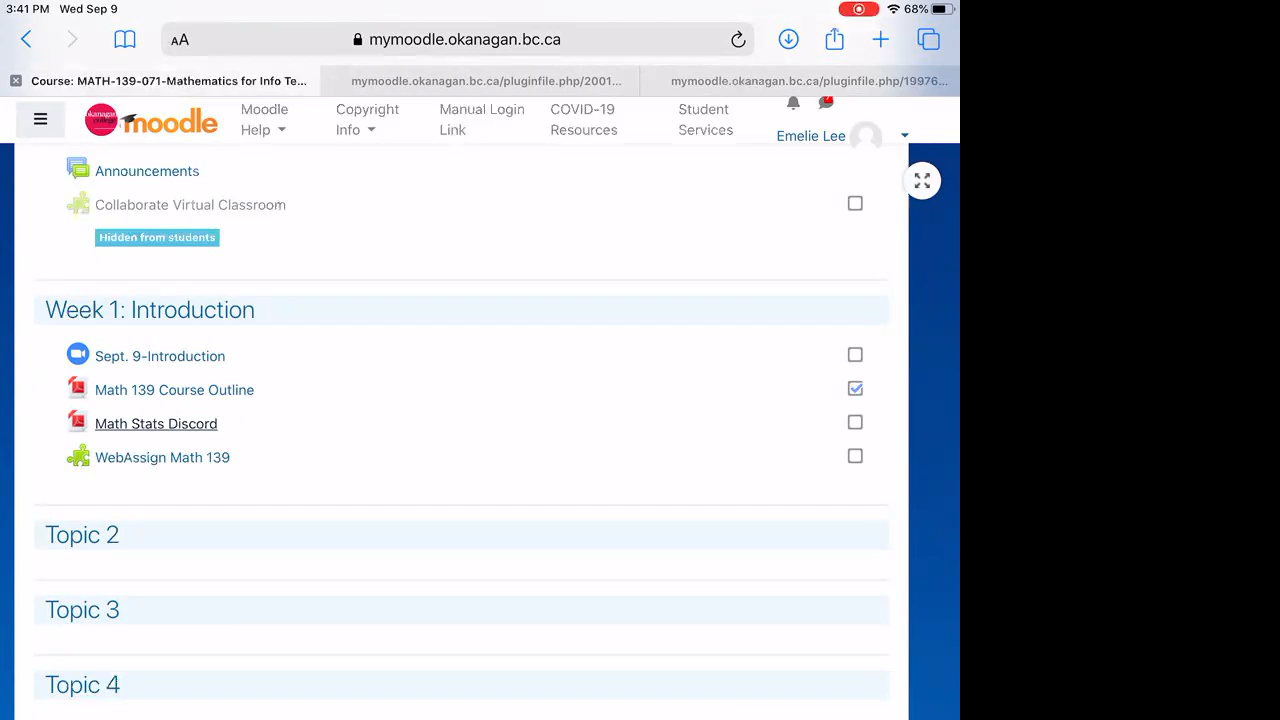 3:41 PM Wed Sep 9 68%
AA mymoodle.okanagan.bc.ca
Course: MATH-139-071-Mathematics for Info Te... mymoodle.okanagan.bc.ca/pluginfile.php/2001... mymoodle.okanagan.bc.ca/pluginfile.php/19976...
okanagan college moodle
Moodle Help
Copyright Info
Manual Login Link
COVID-19 Resources
Student Services
Emelie Lee
Announcements
Collaborate Virtual Classroom
Hidden from students
Week 1: Introduction
Sept. 9-Introduction
Math 139 Course Outline
Math Stats Discord
WebAssign Math 139
Topic 2
Topic 3
Topic 4